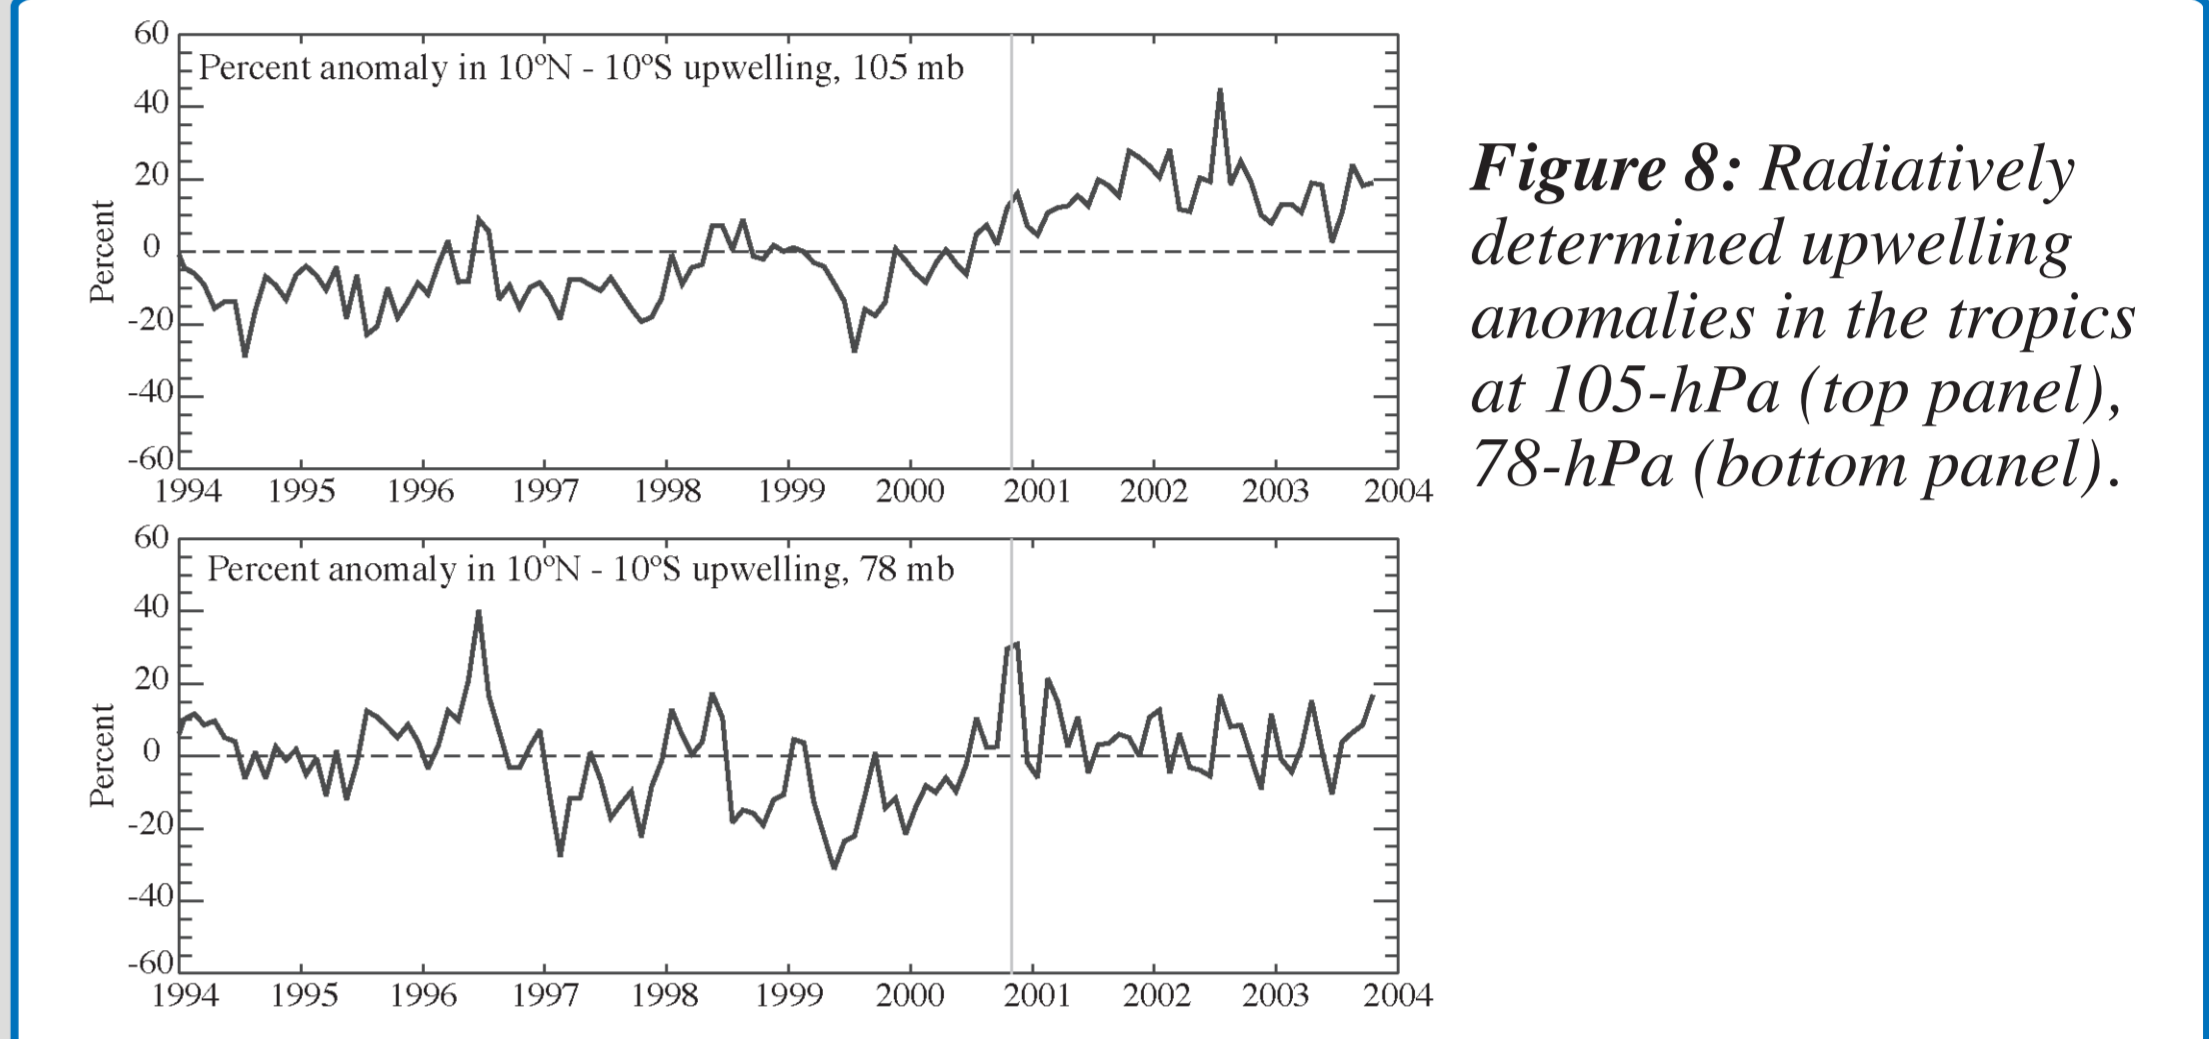 60
Percent anomaly in 10°N - 10°S upwelling, 105 mb
40
20
0
-20
-40
-60
Percent
1994 1995 1996 1997 1998 1999 2000 2001 2002 2003 2004
60
Percent anomaly in 10°N - 10°S upwelling, 78 mb
40
20
0
-20
-40
-60
Percent
1994 1995 1996 1997 1998 1999 2000 2001 2002 2003 2004
Figure 8: Radiatively
determined upwelling
anomalies in the tropics
at 105-hPa (top panel),
78-hPa (bottom panel).